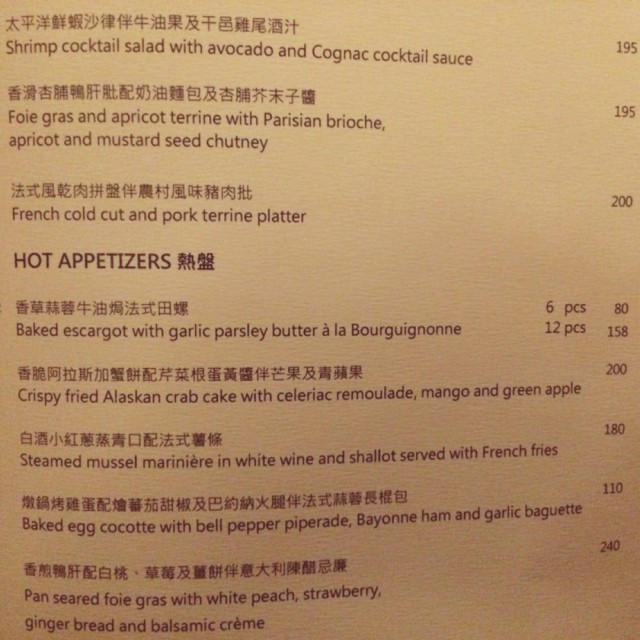 太平洋鮮蝦沙律伴牛油果及干邑雞尾酒汁
Shrimp cocktail salad with avocado and Cognac cocktail sauce 195
香滑杏脯鴨肝肶配奶油麵包及杏脯芥末子醬
Foie gras and apricot terrine with Parisian brioche, 195
apricot and mustard seed chutney
法式風乾肉拼盤伴農村風味豬肉批
French cold cut and pork terrine platter 200
HOT APPETIZERS 熱盤
香草蒜蓉牛油焗法式田螺 6 pcs 80
Baked escargot with garlic parsley butter à la Bourguignonne 12 pcs 158
香脆阿拉斯加蟹餅配芹菜根蛋黃醬伴芒果及青蘋果 200
Crispy fried Alaskan crab cake with celeriac remoulade, mango and green apple
白酒小紅蔥蒸青口配法式薯條 180
Steamed mussel marinière in white wine and shallot served with French fries
燉鍋烤雞蛋配燴蕃茄甜椒及巴約納火腿伴法式蒜蓉長棍包 110
Baked egg cocotte with bell pepper piperade, Bayonne ham and garlic baguette
香煎鴨肝配白桃、草莓及薑餅伴意大利陳醋忌廉 240
Pan seared foie gras with white peach, strawberry,
ginger bread and balsamic crème